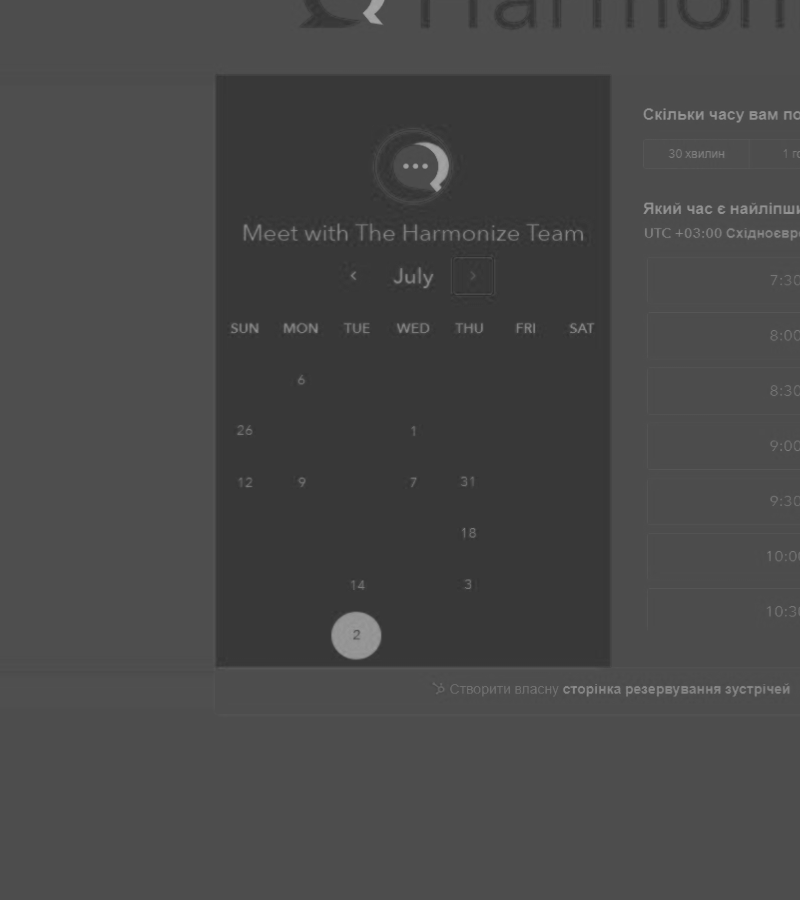 Harmon
Meet with The Harmonize Team
July
SUN MON TUE WED THU FRI SAT
6
26 1
12 9 7 31
18
14 3
2
Скільки часу вам по
30 хвилин 1 го
Який час є найліпши
UTC +03:00 Східноєвро
7:30
8:00
8:30
9:00
9:30
10:00
10:30
Створити власну сторінка резервування зустрічей